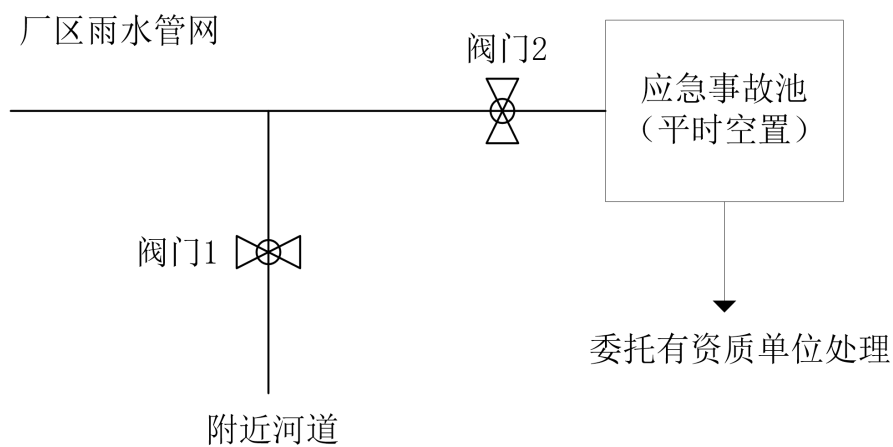 厂区雨水管网
阀门2
应急事故池
（平时空置）
阀门1
委托有资质单位处理
附近河道